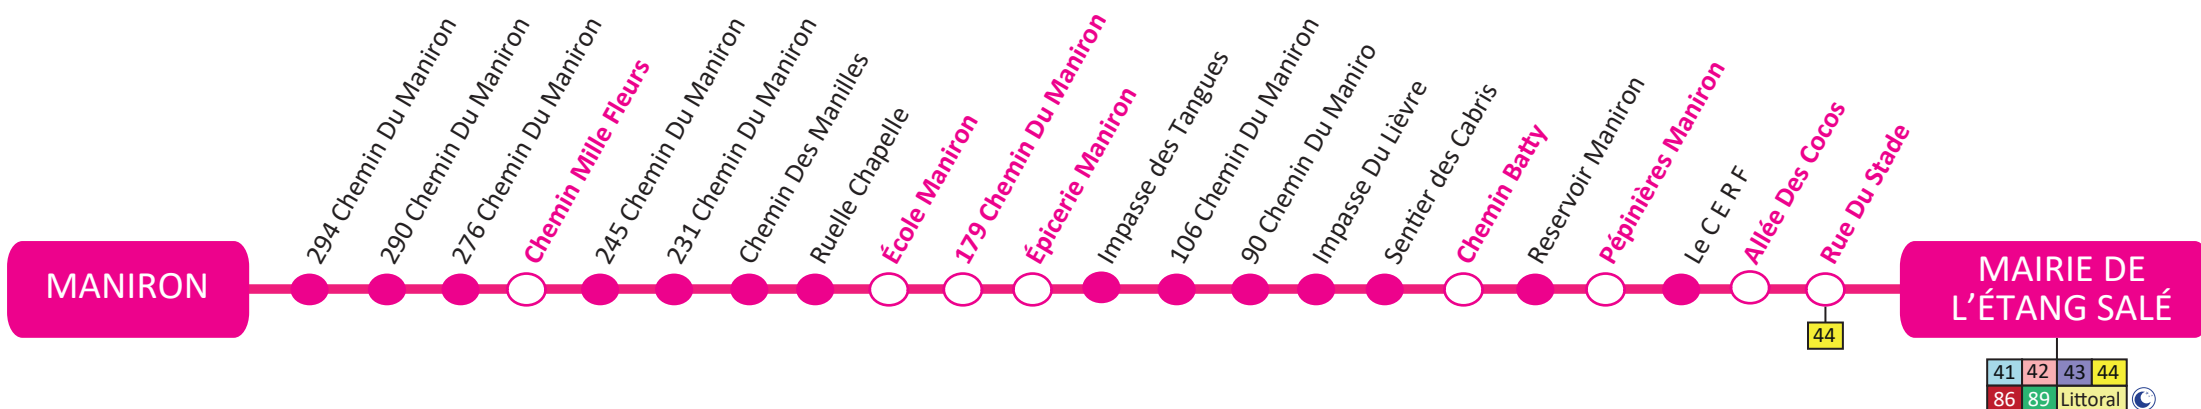 MANIRON
294 Chemin Du Maniron
290 Chemin Du Maniron
276 Chemin Du Maniron
Chemin Mille Fleurs
245 Chemin Du Maniron
231 Chemin Du Maniron
Chemin Des Manilles
Ruelle Chapelle
École Maniron
179 Chemin Du Maniron
Épicerie Maniron
Impasse des Tangues
106 Chemin Du Maniron
90 Chemin Du Maniro
Impasse Du Lièvre
Sentier des Cabris
Chemin Batty
Reservoir Maniron
Pépinières Maniron
Le C E R F
Allée Des Cocos
Rue Du Stade
44
MAIRIE DE
L'ÉTANG SALÉ
41 42 43 44
86 89 Littoral